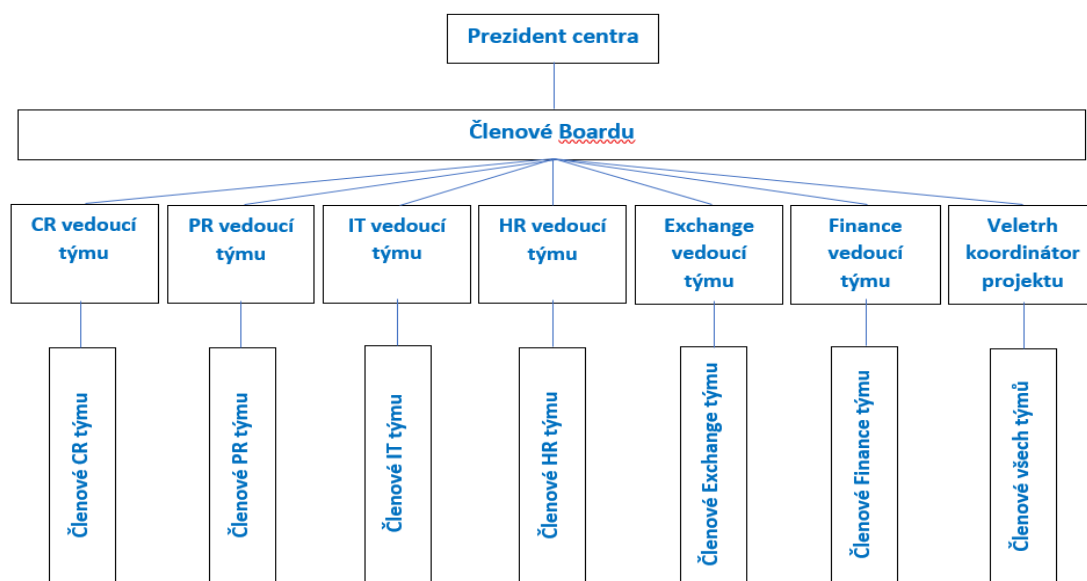 Prezident centra
Členové Boardu
CR vedoucí
týmu
PR vedoucí
týmu
IT vedoucí
týmu
HR vedoucí
týmu
Exchange
vedoucí
týmu
Finance
vedoucí
týmu
Veletrh
koordinátor
projektu
Členové CR týmu
Členové PR týmu
Členové IT týmu
Členové HR týmu
Členové Exchange týmu
Členové Finance týmu
Členové všech týmů